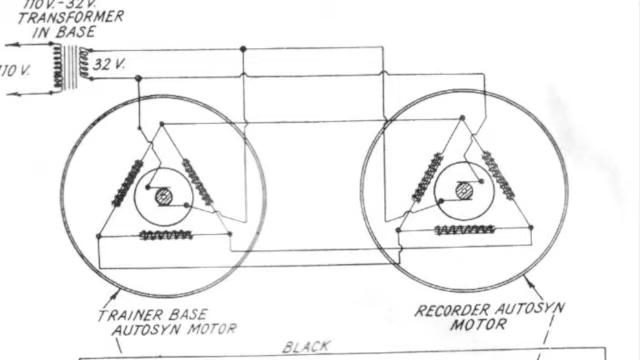 110V.-32V.
TRANSFORMER
IN BASE
110 V.
32 V.
TRAINER BASE
AUTOSYN MOTOR
RECORDER AUTOSYN
MOTOR
BLACK